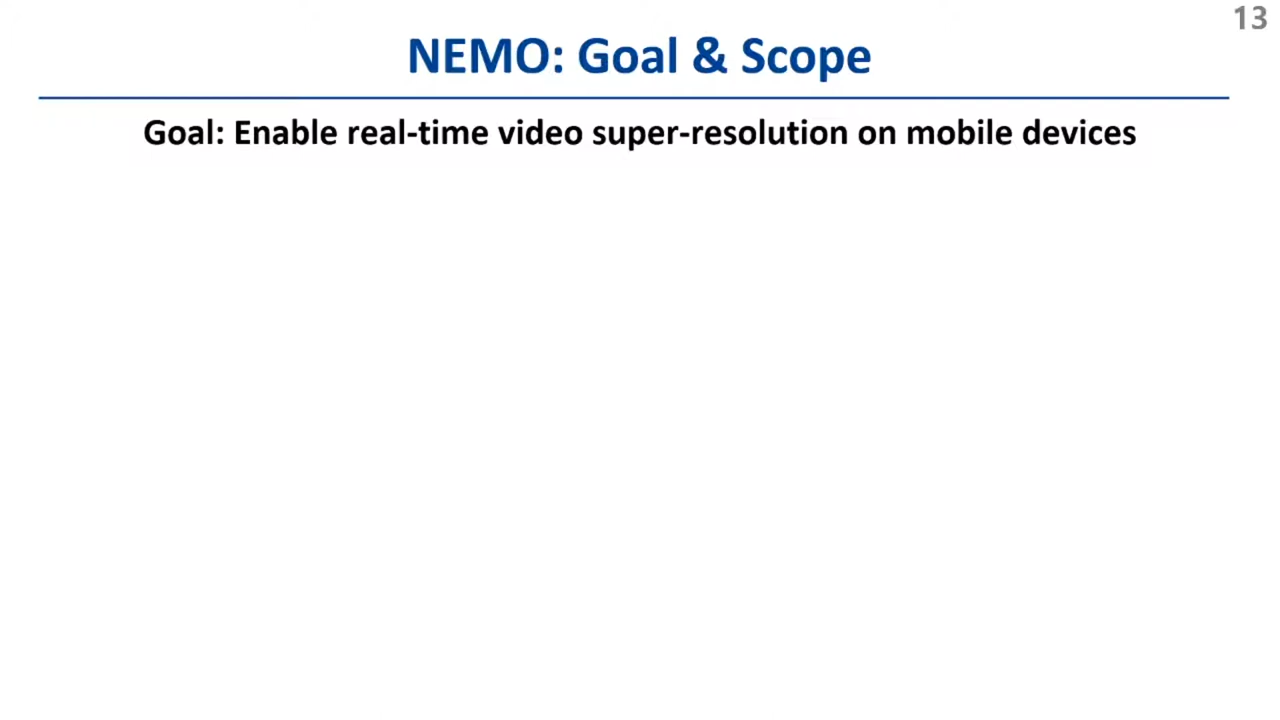 13
NEMO: Goal & Scope
Goal: Enable real-time video super-resolution on mobile devices